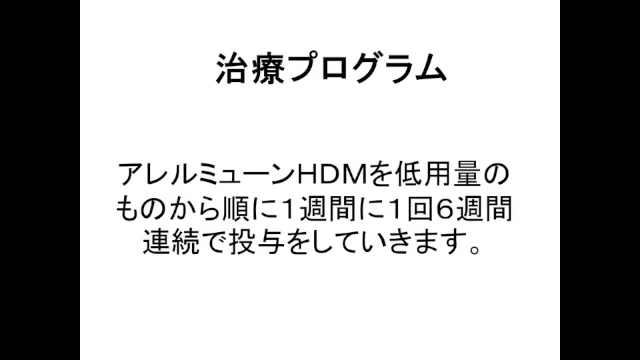 治療プログラム
アレルミューンHDMを低用量の
ものから順に１週間に１回６週間
連続で投与をしていきます。